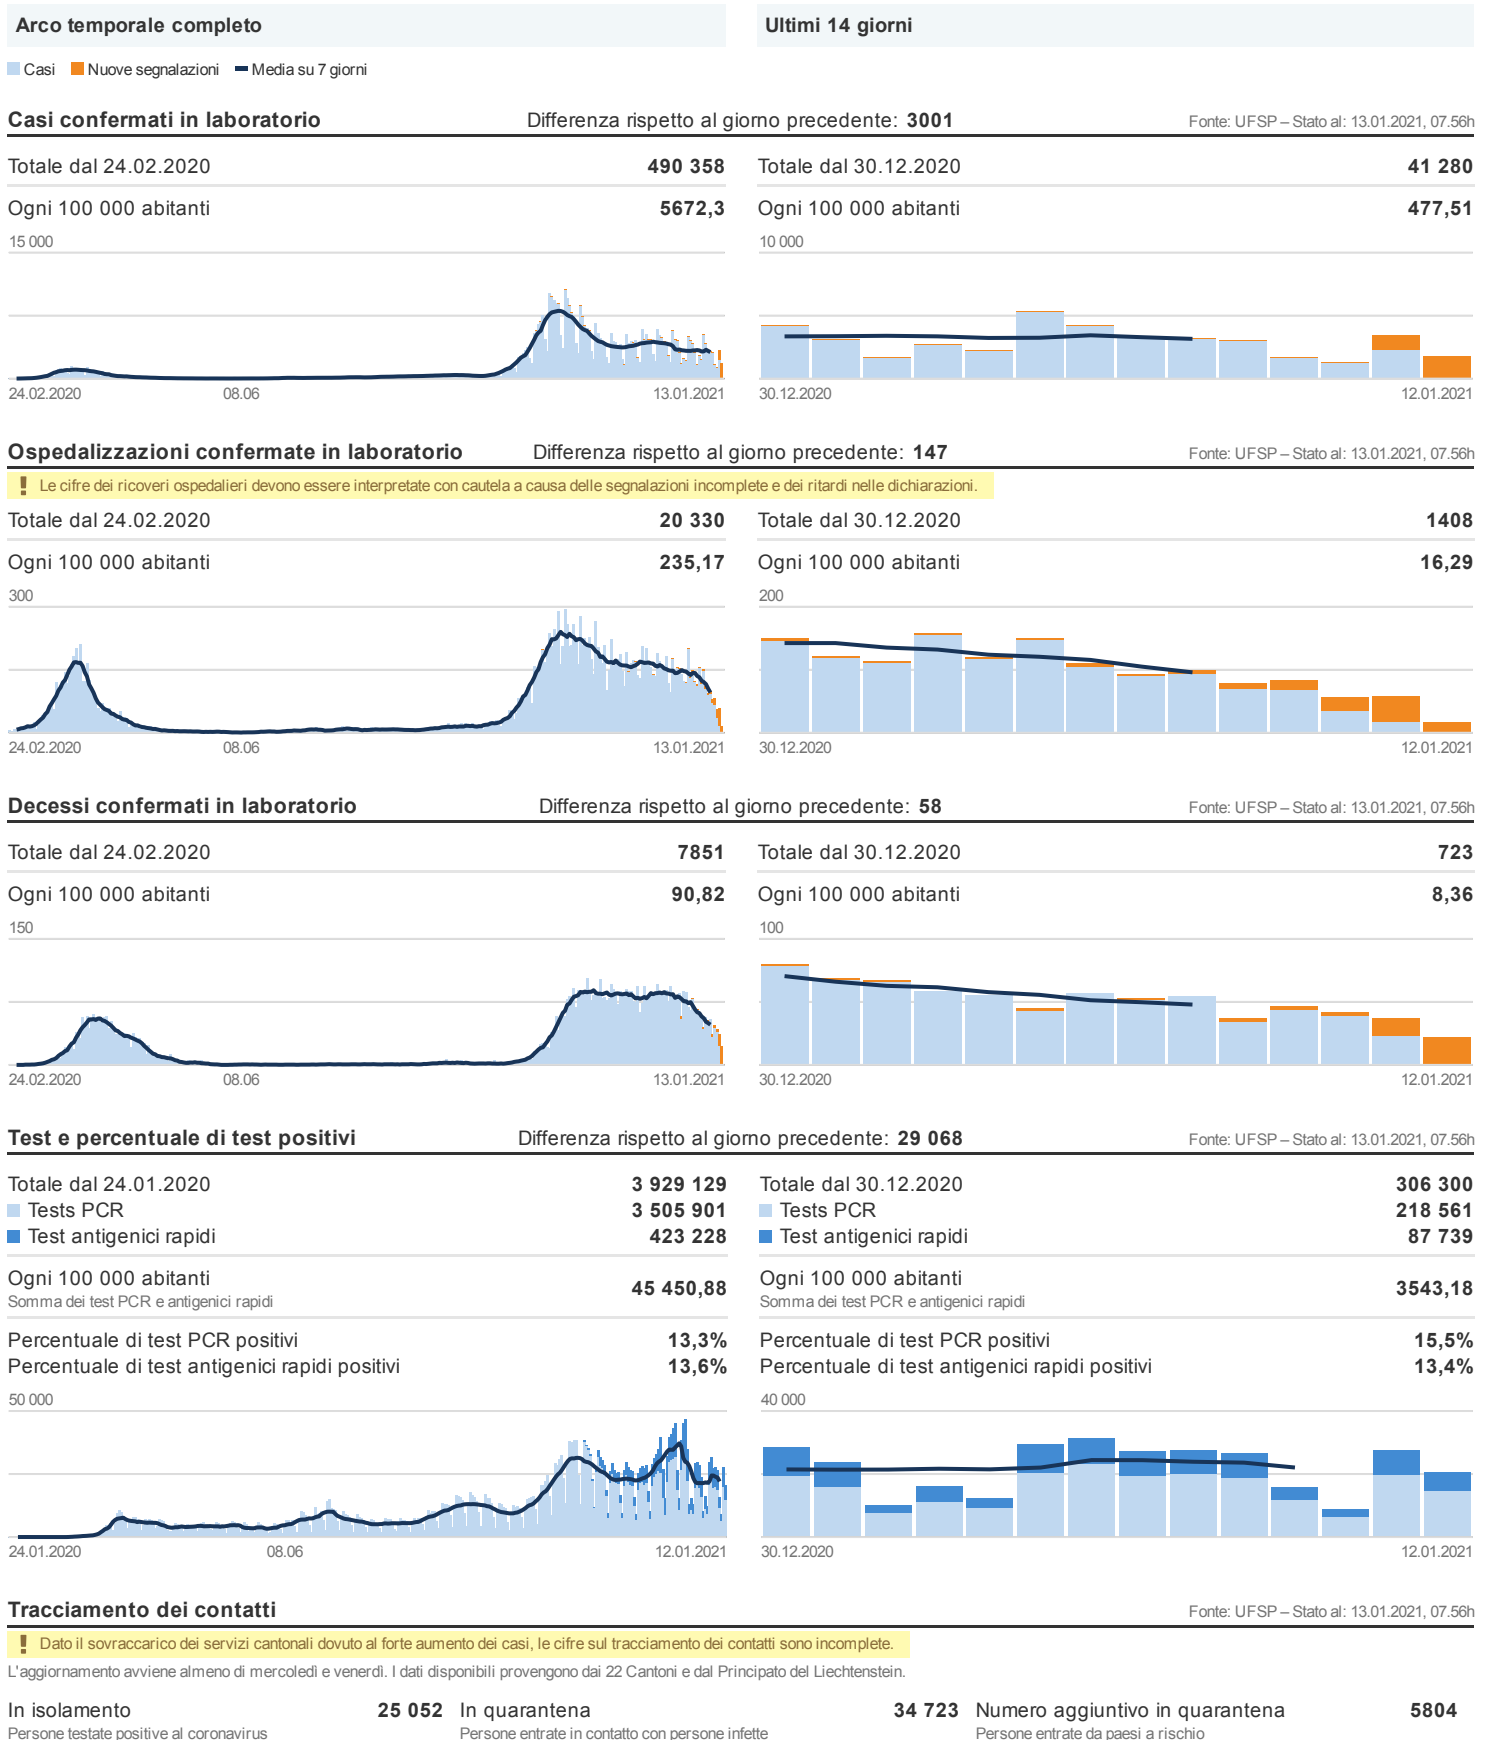 Arco temporale completo
Ultimi 14 giorni
Casi
Nuove segnalazioni
Media su 7 giorni
Casi confermati in laboratorio
Differenza rispetto al giorno precedente: 3001
Fonte: UFSP – Stato al: 13.01.2021, 07.56h
Totale dal 24.02.2020 490 358
Ogni 100 000 abitanti 5672,3
15 000
24.02.2020 08.06 13.01.2021
Totale dal 30.12.2020 41 280
Ogni 100 000 abitanti 477,51
10 000
30.12.2020 12.01.2021
Ospedalizzazioni confermate in laboratorio
Differenza rispetto al giorno precedente: 147
Fonte: UFSP – Stato al: 13.01.2021, 07.56h
! Le cifre dei ricoveri ospedalieri devono essere interpretate con cautela a causa delle segnalazioni incomplete e dei ritardi nelle dichiarazioni.
Totale dal 24.02.2020 20 330
Ogni 100 000 abitanti 235,17
300
24.02.2020 08.06 13.01.2021
Totale dal 30.12.2020 1408
Ogni 100 000 abitanti 16,29
200
30.12.2020 12.01.2021
Decessi confermati in laboratorio
Differenza rispetto al giorno precedente: 58
Fonte: UFSP – Stato al: 13.01.2021, 07.56h
Totale dal 24.02.2020 7851
Ogni 100 000 abitanti 90,82
150
24.02.2020 08.06 13.01.2021
Totale dal 30.12.2020 723
Ogni 100 000 abitanti 8,36
100
30.12.2020 12.01.2021
Test e percentuale di test positivi
Differenza rispetto al giorno precedente: 29 068
Fonte: UFSP – Stato al: 13.01.2021, 07.56h
Totale dal 24.01.2020 3 929 129
Tests PCR 3 505 901
Test antigenici rapidi 423 228
Ogni 100 000 abitanti 45 450,88
Somma dei test PCR e antigenici rapidi
Percentuale di test PCR positivi 13,3%
Percentuale di test antigenici rapidi positivi 13,6%
50 000
24.01.2020 08.06 12.01.2021
Totale dal 30.12.2020 306 300
Tests PCR 218 561
Test antigenici rapidi 87 739
Ogni 100 000 abitanti 3543,18
Somma dei test PCR e antigenici rapidi
Percentuale di test PCR positivi 15,5%
Percentuale di test antigenici rapidi positivi 13,4%
40 000
30.12.2020 12.01.2021
Tracciamento dei contatti
Fonte: UFSP – Stato al: 13.01.2021, 07.56h
! Dato il sovraccarico dei servizi cantonali dovuto al forte aumento dei casi, le cifre sul tracciamento dei contatti sono incomplete.
L'aggiornamento avviene almeno di mercoledì e venerdì. I dati disponibili provengono dai 22 Cantoni e dal Principato del Liechtenstein.
In isolamento 25 052
Persone testate positive al coronavirus
In quarantena 34 723
Persone entrate in contatto con persone infette
Numero aggiuntivo in quarantena 5804
Persone entrate da paesi a rischio